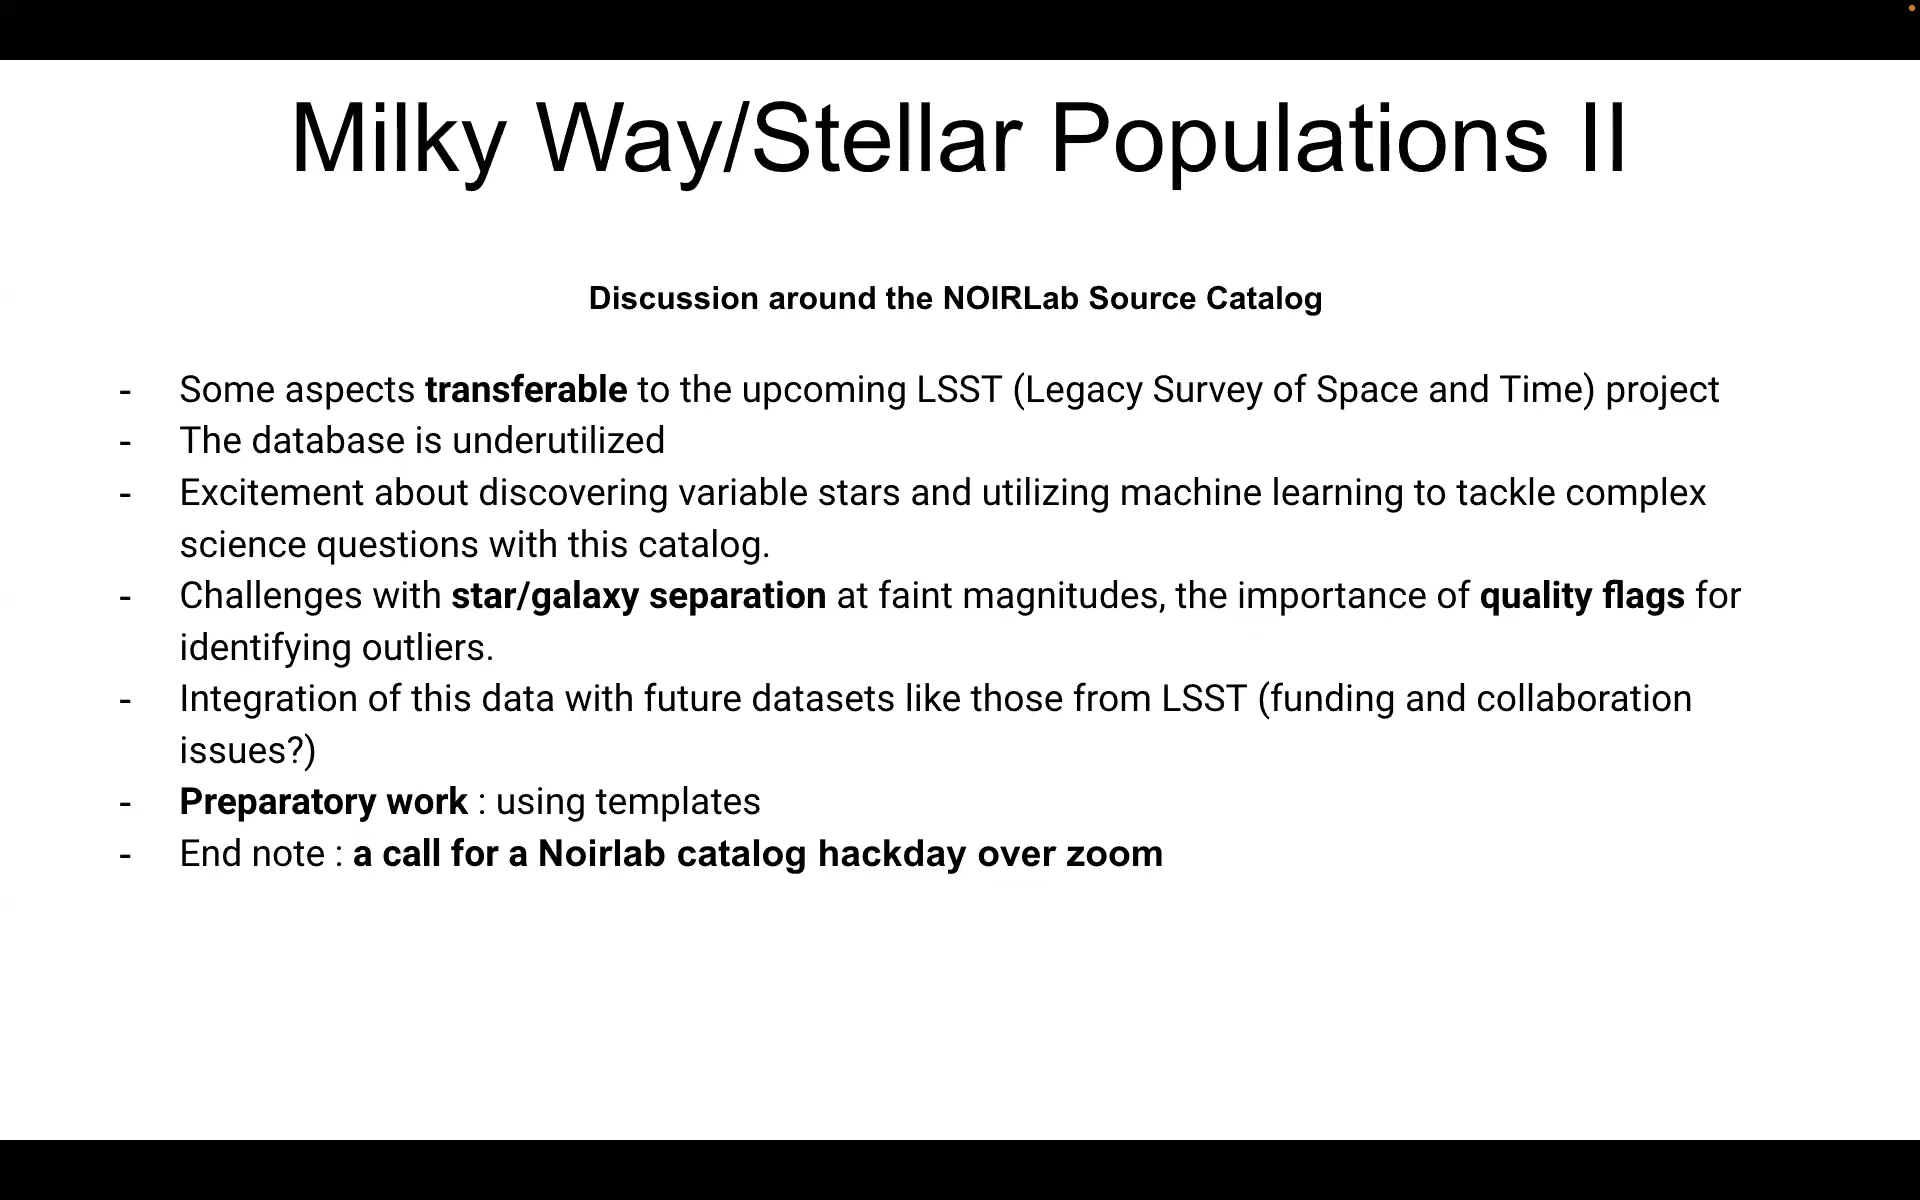 Milky Way/Stellar Populations II
Discussion around the NOIRLab Source Catalog
- Some aspects transferable to the upcoming LSST (Legacy Survey of Space and Time) project
- The database is underutilized
- Excitement about discovering variable stars and utilizing machine learning to tackle complex
science questions with this catalog.
- Challenges with star/galaxy separation at faint magnitudes, the importance of quality flags for
identifying outliers.
- Integration of this data with future datasets like those from LSST (funding and collaboration
issues?)
- Preparatory work : using templates
- End note : a call for a Noirlab catalog hackday over zoom